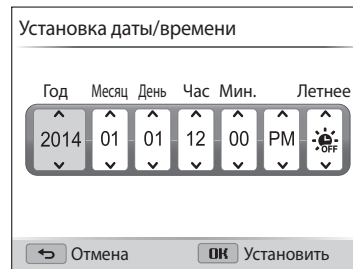 Установка даты/времени
Год Месяц День Час Мин. Летнее
2014 01 01 12 00 PM OFF
Отмена OK Установить